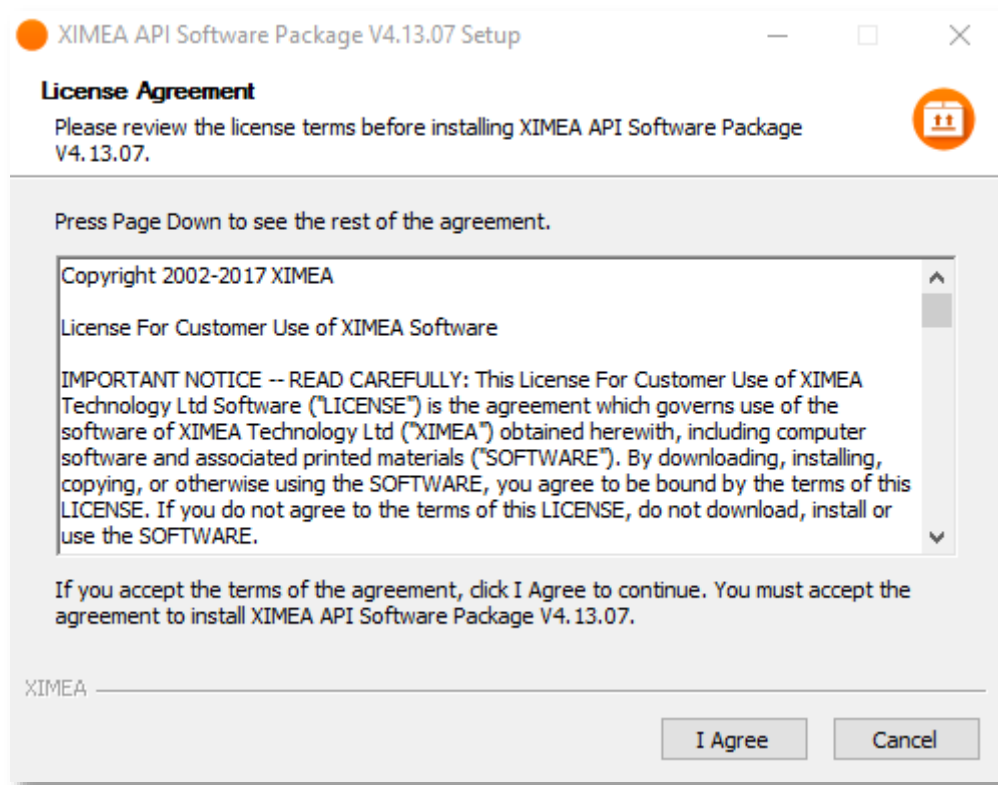 XIMEA API Software Package V4.13.07 Setup
License Agreement
Please review the license terms before installing XIMEA API Software Package
V4.13.07.
Press Page Down to see the rest of the agreement.
Copyright 2002-2017 XIMEA
License For Customer Use of XIMEA Software
IMPORTANT NOTICE -- READ CAREFULLY: This License For Customer Use of XIMEA
Technology Ltd Software ("LICENSE") is the agreement which governs use of the
software of XIMEA Technology Ltd ("XIMEA") obtained herewith, including computer
software and associated printed materials ("SOFTWARE"). By downloading, installing,
copying, or otherwise using the SOFTWARE, you agree to be bound by the terms of this
LICENSE. If you do not agree to the terms of this LICENSE, do not download, install or
use the SOFTWARE.
If you accept the terms of the agreement, click I Agree to continue. You must accept the
agreement to install XIMEA API Software Package V4.13.07.
XIMEA
I Agree
Cancel